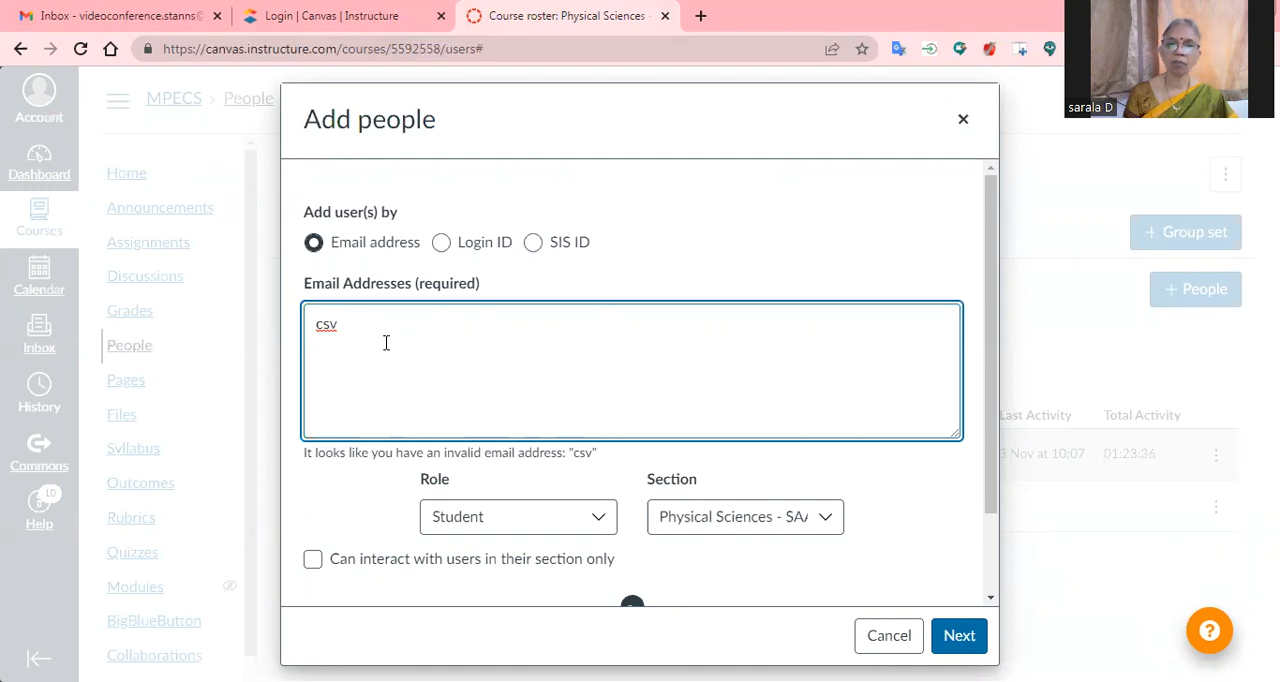 Inbox - videoconference.stanns@
Login | Canvas | Instructure
Course roster: Physical Sciences -
https://canvas.instructure.com/courses/5592558/users#
sarala D
Account
Dashboard
Courses
Calendar
Inbox
History
Commons
10
Help
MPECS > People
Home
Announcements
Assignments
Discussions
Grades
People
Pages
Files
Syllabus
Outcomes
Rubrics
Quizzes
Modules
BigBlueButton
Collaborations
Add people
Add user(s) by
Email address
Login ID
SIS ID
Email Addresses (required)
csv
It looks like you have an invalid email address: "csv"
Role
Section
Student
Physical Sciences - SAA
Can interact with users in their section only
Cancel
Next
+ Group set
+ People
Last Activity
Total Activity
3 Nov at 10:07
01:23:36